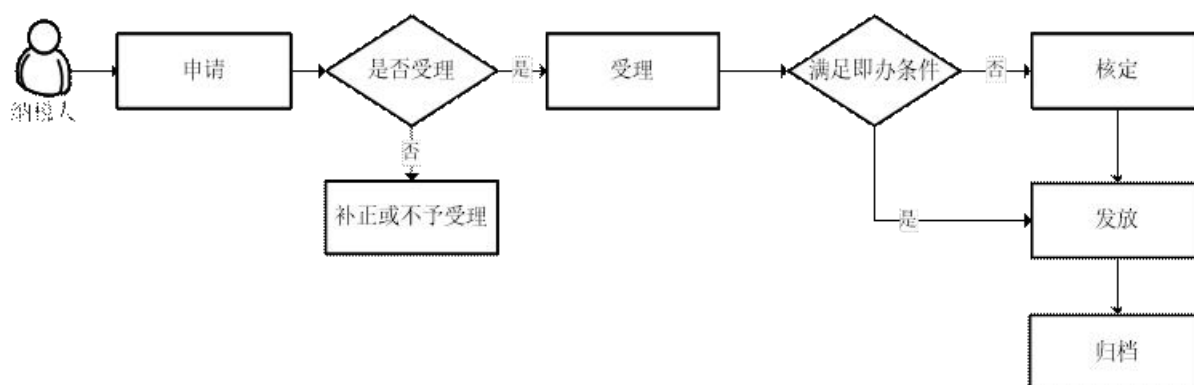 纳税人
申请
是否受理
是
受理
满足即办条件
否
核定
否
补正或不予受理
是
发放
归档